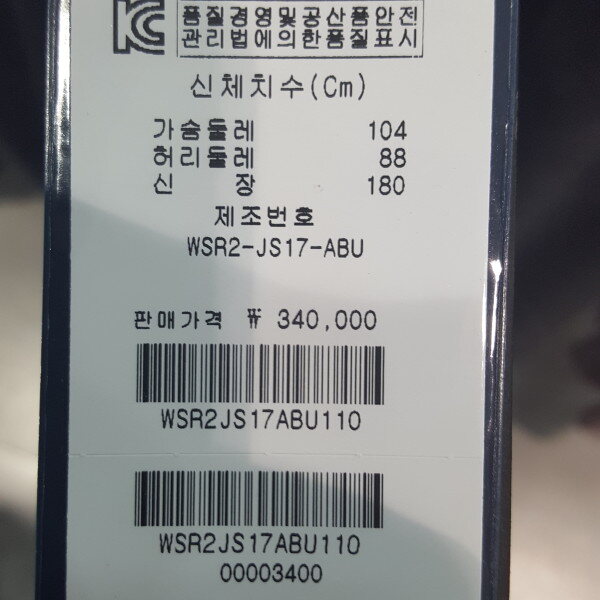 KC
품질경영및공산품안전
관리법에의한품질표시
신체치수(Cm)
가슴둘레 104
허리둘레 88
신 장 180
제조번호
WSR2-JS17-ABU
판매가격 ₩ 340,000
WSR2JS17ABU110
WSR2JS17ABU110
00003400